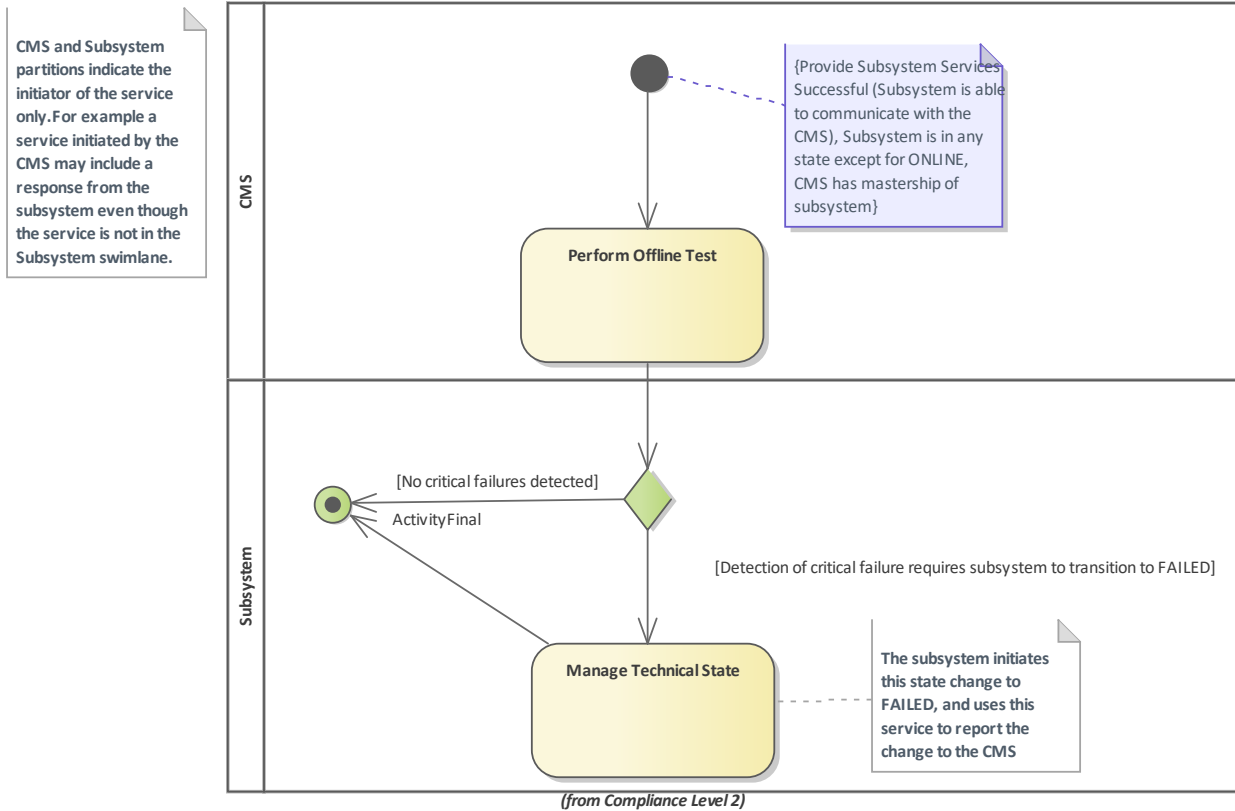 CMS and Subsystem
partitions indicate the
initiator of the service
only.For example a
service initiated by the
CMS may include a
response from the
subsystem even though
the service is not in the
Subsystem swimlane.
CMS
{Provide Subsystem Services
Successful (Subsystem is able
to communicate with the
CMS), Subsystem is in any
state except for ONLINE,
CMS has mastership of
subsystem}
Perform Offline Test
Subsystem
[No critical failures detected]
ActivityFinal
[Detection of critical failure requires subsystem to transition to FAILED]
Manage Technical State
The subsystem initiates
this state change to
FAILED, and uses this
service to report the
change to the CMS
(from Compliance Level 2)